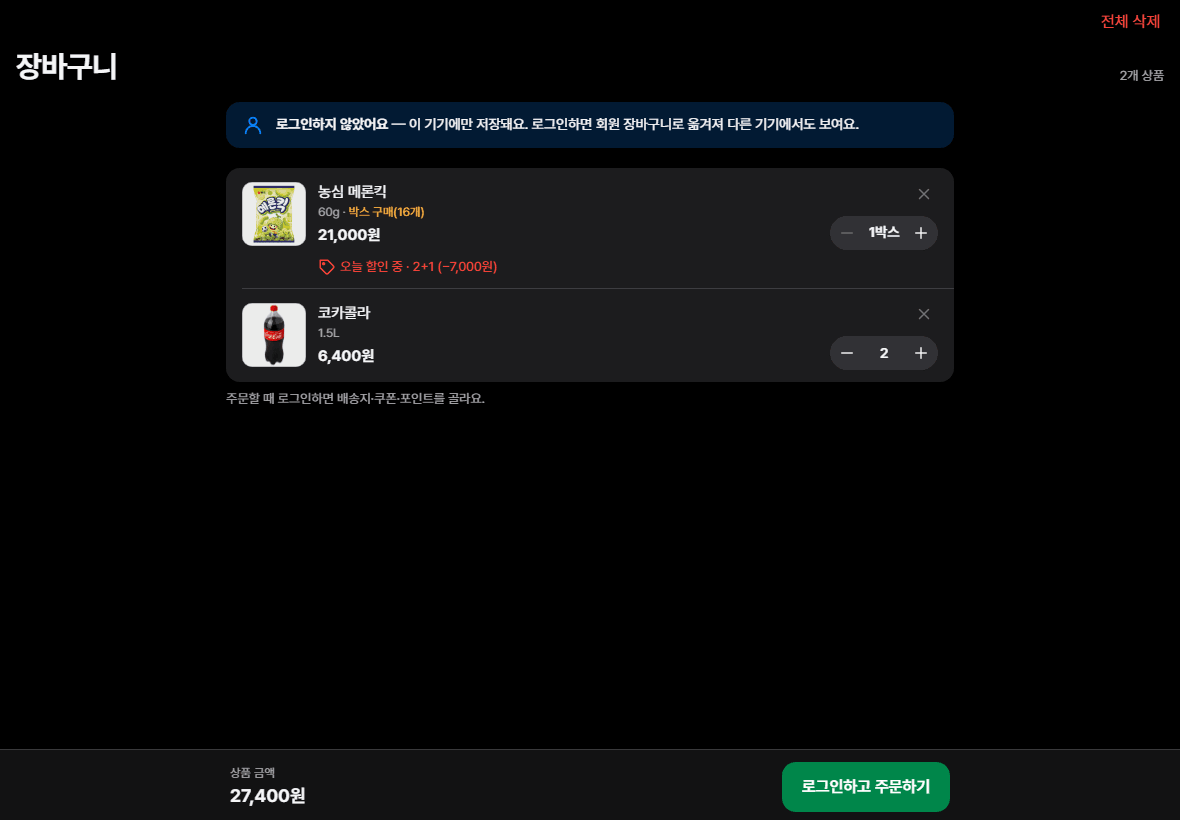 전체 삭제
장바구니
2개 상품
로그인하지 않았어요 — 이 기기에만 저장돼요. 로그인하면 회원 장바구니로 옮겨져 다른 기기에서도 보여요.
메론킥
농심 메론킥
60g · 박스 구매(16개)
21,000원
1박스
오늘 할인 중 · 2+1 (−7,000원)
Coca-Cola
코카콜라
1.5L
6,400원
2
주문할 때 로그인하면 배송지·쿠폰·포인트를 골라요.
상품 금액
27,400원
로그인하고 주문하기